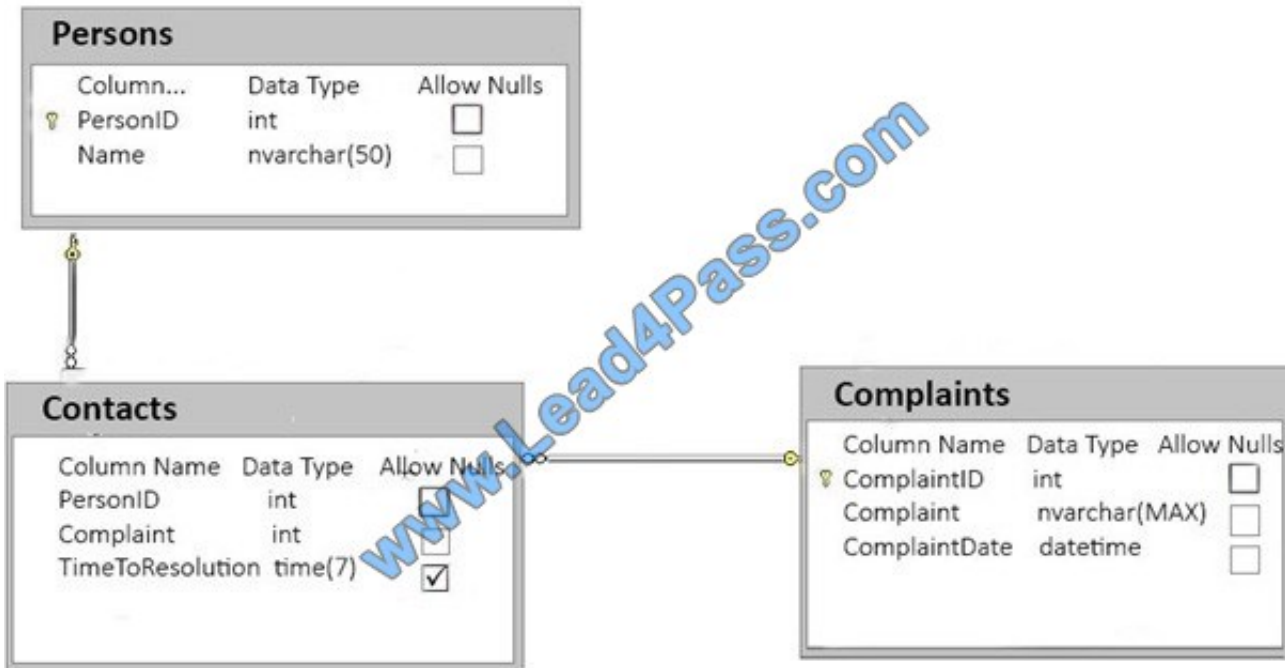 Persons
Column... Data Type Allow Nulls
PersonID int
Name nvarchar(50)
www.Lead4Pass.com
Contacts
Column Name Data Type Allow Nulls
PersonID int
Complaint int
TimeToResolution time(7)
Complaints
Column Name Data Type Allow Nulls
ComplaintID int
Complaint nvarchar(MAX)
ComplaintDate datetime